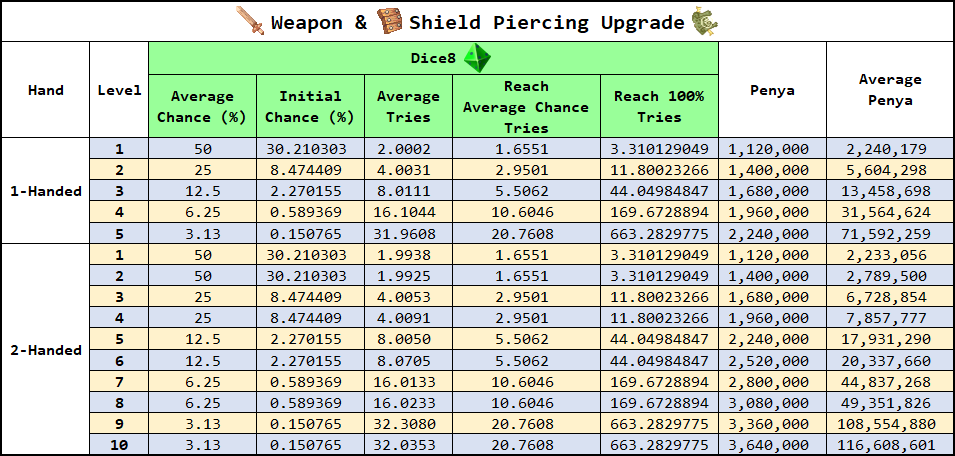 Weapon & Shield Piercing Upgrade
Hand Level Dice8 Penya Average Penya
Average Chance (%) Initial Chance (%) Average Tries Reach Average Chance Tries Reach 100% Tries
1-Handed
1 50 30.210303 2.0002 1.6551 3.310129049 1,120,000 2,240,179
2 25 8.474409 4.0031 2.9501 11.80023266 1,400,000 5,604,298
3 12.5 2.270155 8.0111 5.5062 44.04984847 1,680,000 13,458,698
4 6.25 0.589369 16.1044 10.6046 169.6728894 1,960,000 31,564,624
5 3.13 0.150765 31.9608 20.7608 663.2829775 2,240,000 71,592,259
2-Handed
1 50 30.210303 1.9938 1.6551 3.310129049 1,120,000 2,233,056
2 50 30.210303 1.9925 1.6551 3.310129049 1,400,000 2,789,500
3 25 8.474409 4.0053 2.9501 11.80023266 1,680,000 6,728,854
4 25 8.474409 4.0091 2.9501 11.80023266 1,960,000 7,857,777
5 12.5 2.270155 8.0050 5.5062 44.04984847 2,240,000 17,931,290
6 12.5 2.270155 8.0705 5.5062 44.04984847 2,520,000 20,337,660
7 6.25 0.589369 16.0133 10.6046 169.6728894 2,800,000 44,837,268
8 6.25 0.589369 16.0233 10.6046 169.6728894 3,080,000 49,351,826
9 3.13 0.150765 32.3080 20.7608 663.2829775 3,360,000 108,554,880
10 3.13 0.150765 32.0353 20.7608 663.2829775 3,640,000 116,608,601